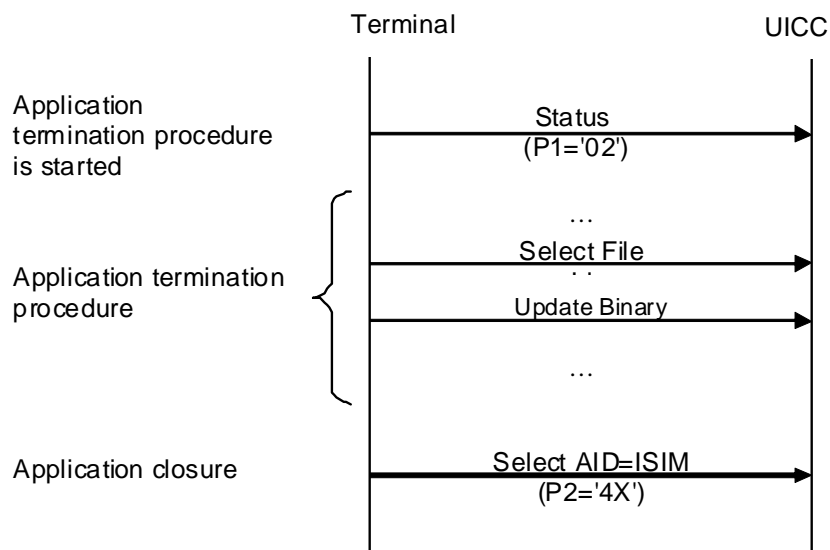 Terminal
UICC
Application
termination procedure
is started
Status
(P1='02')
...
Select File
. .
Application termination
procedure
Update Binary
...
Application closure
Select AID=ISIM
(P2='4X')